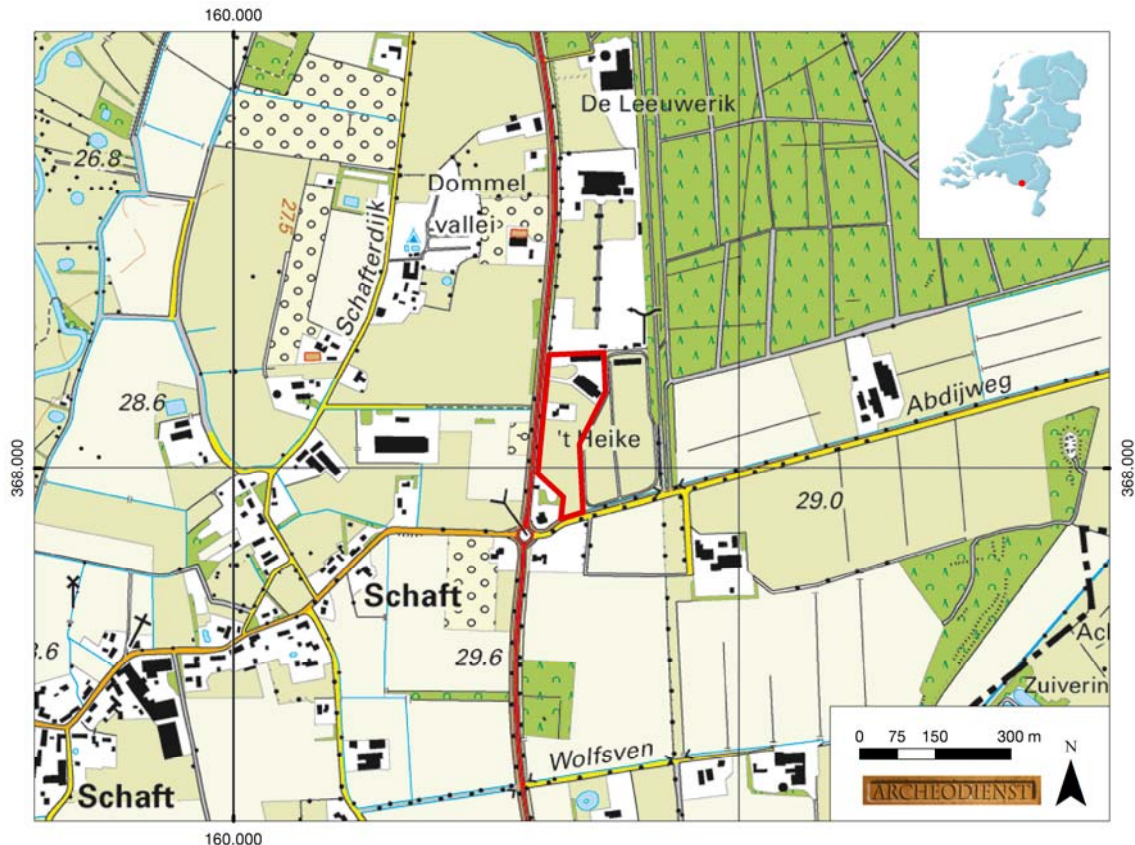 160.000
De Leeuwerik
26.8
Dommel
vallei
27.5
Schafterdijk
28.6
Abdijweg
't Heike
368.000
368.000
29.0
Schaft
29.6
Zuiverin
Wolfsven
0 75 150 300 m
N
ARCHEODIENST
Schaft
160.000